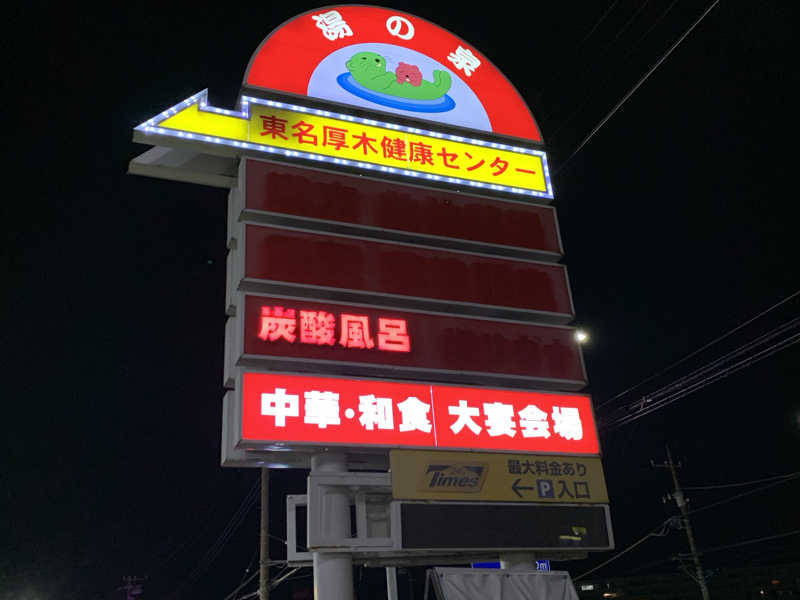 湯の泉
東名厚木健康センター
炭酸風呂
中華・和食 大宴会場
Times
最大料金あり
←P入口